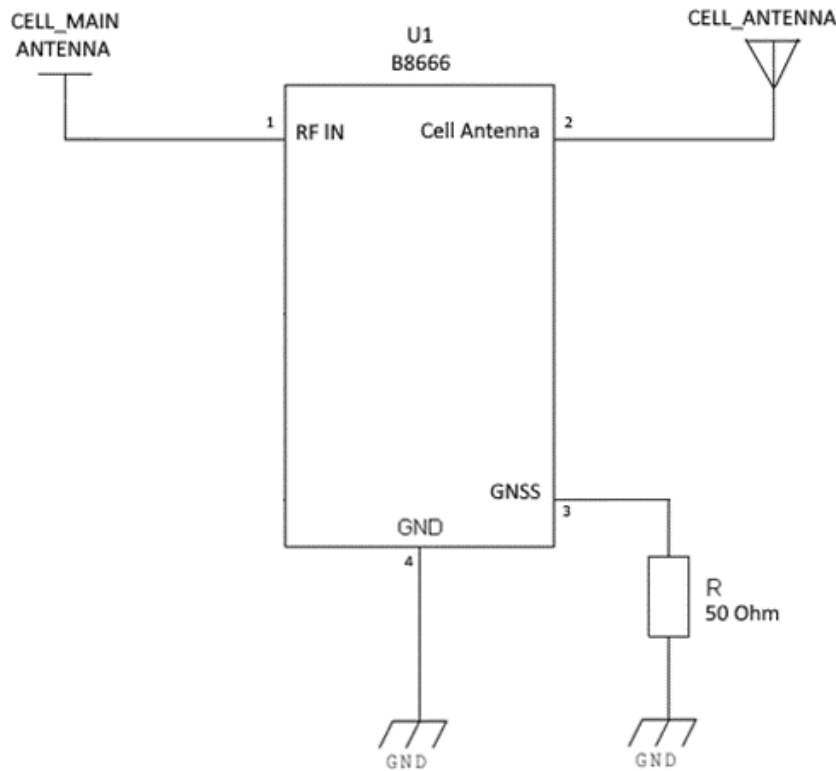 CELL_MAIN
ANTENNA
U1
B8666
CELL_ANTENNA
1
RF IN
Cell Antenna
2
GNSS
3
GND
4
R
50 Ohm
GND
GND